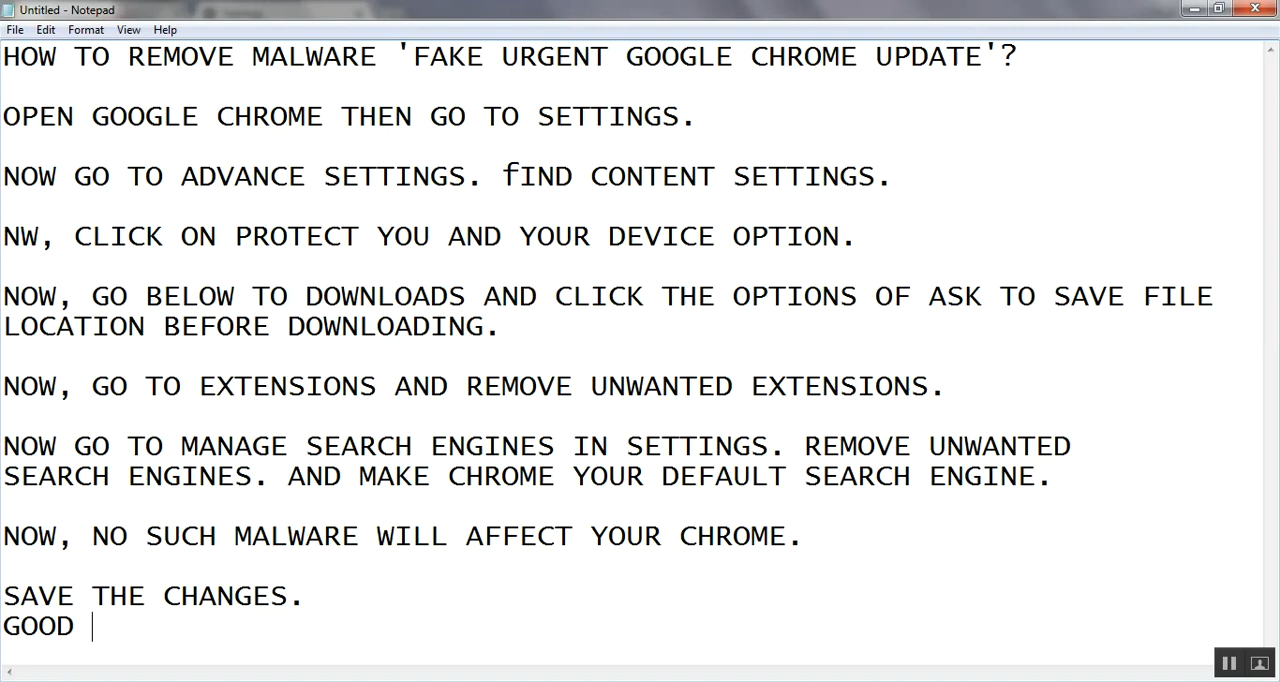 Untitled - Notepad
File Edit Format View Help
HOW TO REMOVE MALWARE 'FAKE URGENT GOOGLE CHROME UPDATE'?
OPEN GOOGLE CHROME THEN GO TO SETTINGS.
NOW GO TO ADVANCE SETTINGS. fIND CONTENT SETTINGS.
NW, CLICK ON PROTECT YOU AND YOUR DEVICE OPTION.
NOW, GO BELOW TO DOWNLOADS AND CLICK THE OPTIONS OF ASK TO SAVE FILE
LOCATION BEFORE DOWNLOADING.
NOW, GO TO EXTENSIONS AND REMOVE UNWANTED EXTENSIONS.
NOW GO TO MANAGE SEARCH ENGINES IN SETTINGS. REMOVE UNWANTED
SEARCH ENGINES. AND MAKE CHROME YOUR DEFAULT SEARCH ENGINE.
NOW, NO SUCH MALWARE WILL AFFECT YOUR CHROME.
SAVE THE CHANGES.
GOOD